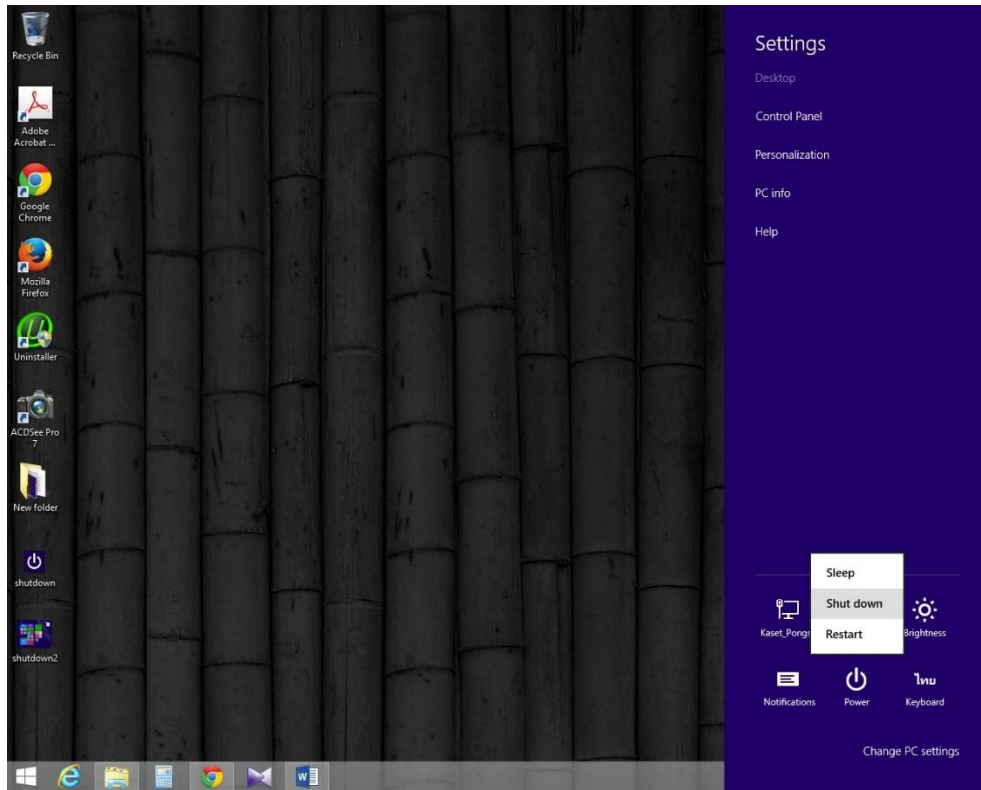 Recycle Bin
Adobe
Acrobat ...
Google
Chrome
Mozilla
Firefox
Uninstaller
ACDSee Pro
7
New folder
shutdown
shutdown2
Settings
Desktop
Control Panel
Personalization
PC info
Help
Sleep
Shut down
Restart
Kaset_Pongs
Brightness
Notifications
Power
ไทย
Keyboard
Change PC settings